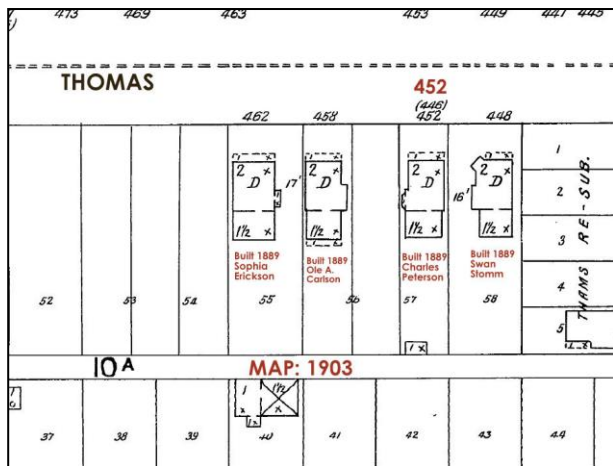 473 469 463 453 449 447 445
THOMAS 452
(446)
462 458 452 448
1
2
3
4
5
THAMS RE-SUB.
2 x D 17'
2 x D
2 x D 16'
2 x D
1½ x
1½ x
1½ x
1½ x
Built 1889
Sophia
Erickson
Built 1889
Ole A.
Carlson
Built 1889
Charles
Peterson
Built 1889
Swan
Stomm
52 53 54 55 56 57 58
1 x
10 A MAP: 1903
1 x 1½ x
1x
37 38 39 40 41 42 43 44